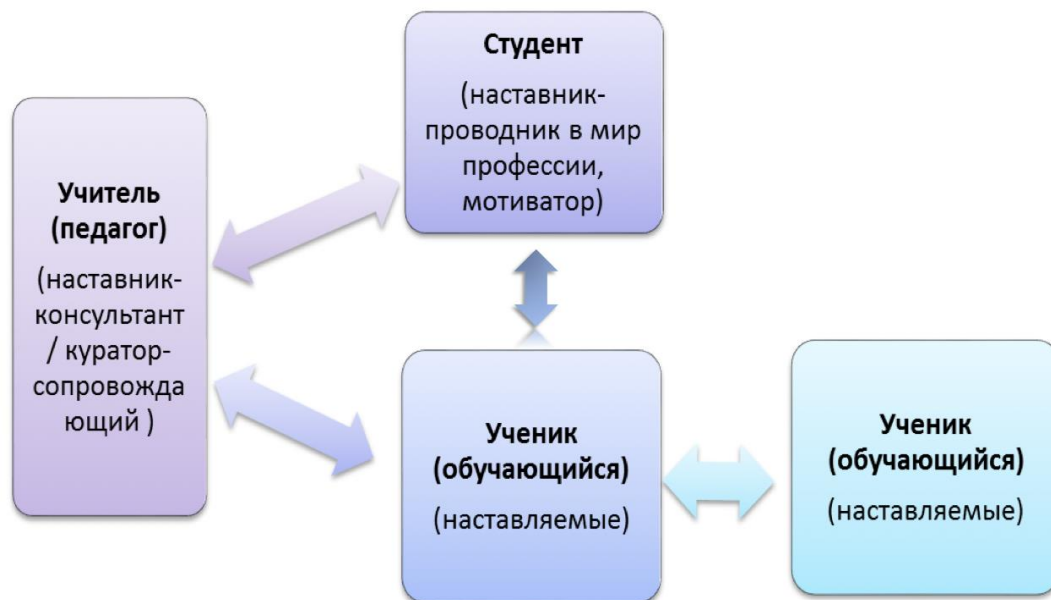 Студент
(наставник-
проводник в мир
профессии,
мотиватор)
Учитель
(педагог)
(наставник-
консультант
/ куратор-
сопровожда
ющий )
Ученик
(обучающийся)
(наставляемые)
Ученик
(обучающийся)
(наставляемые)